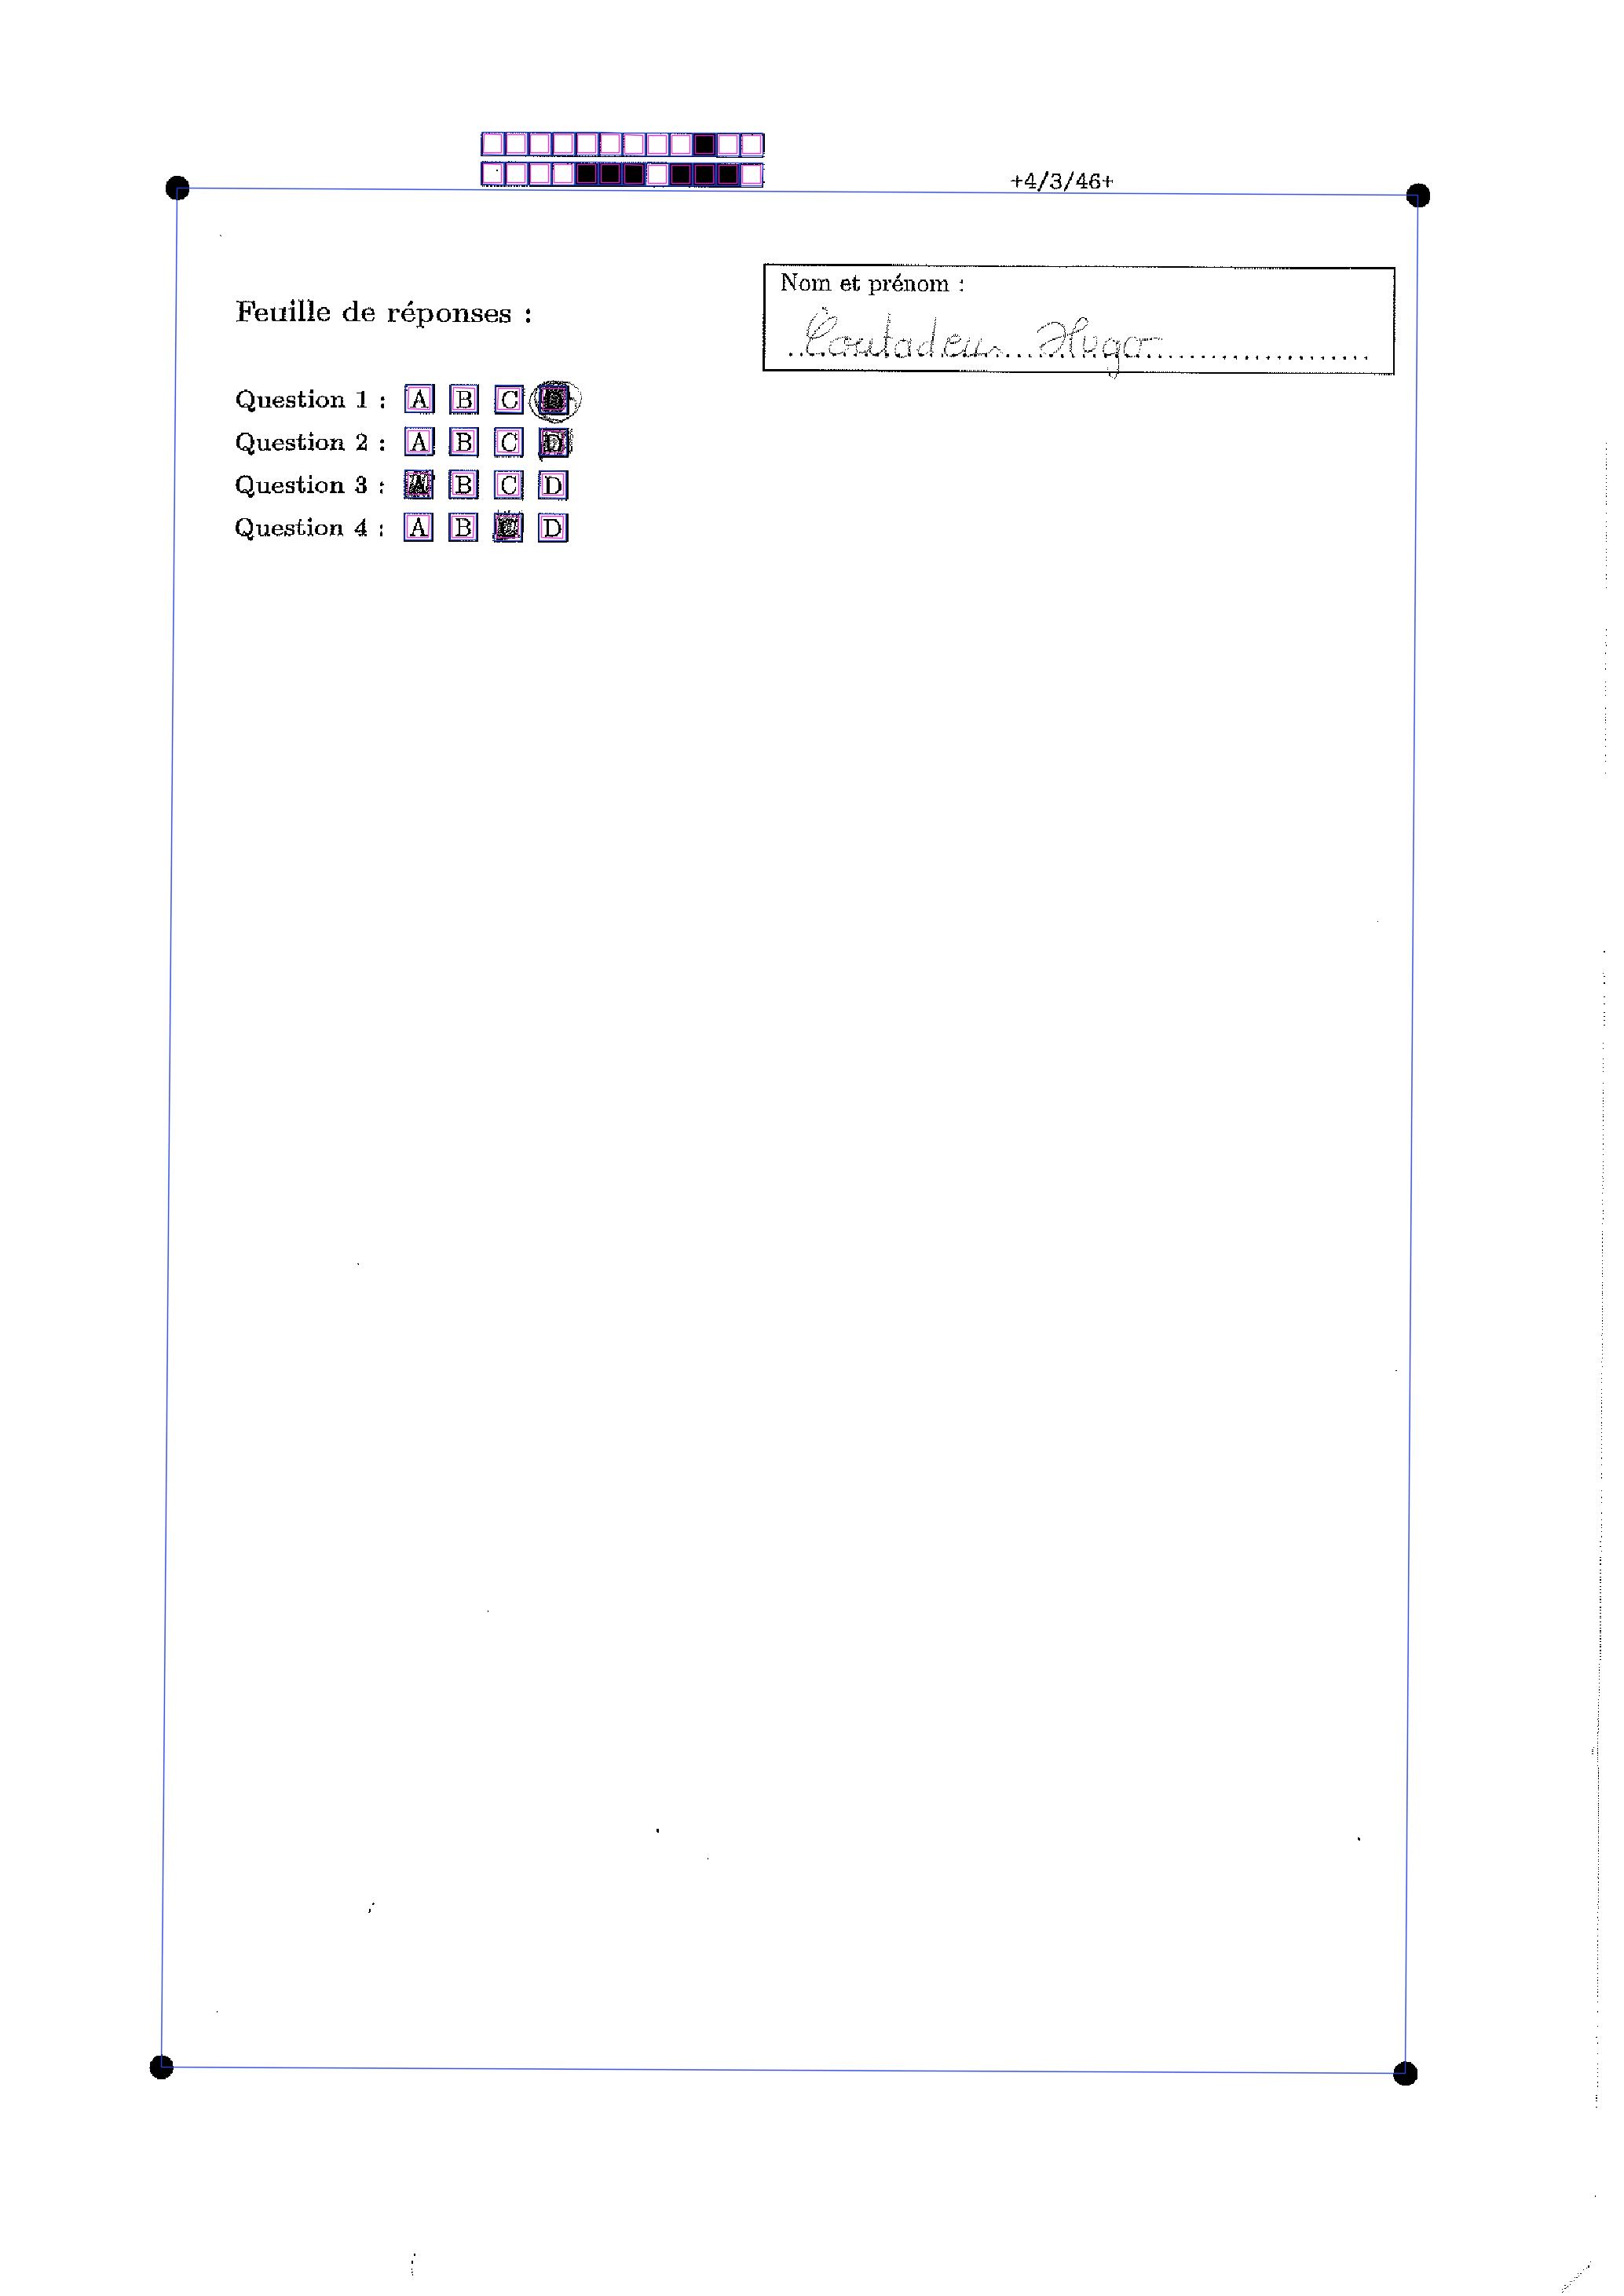 +4/3/46+
Nom et prénom :
Coutadeur Hugo
Feuille de réponses :
Question 1 : A B C D
Question 2 : A B C D
Question 3 : A B C D
Question 4 : A B C D